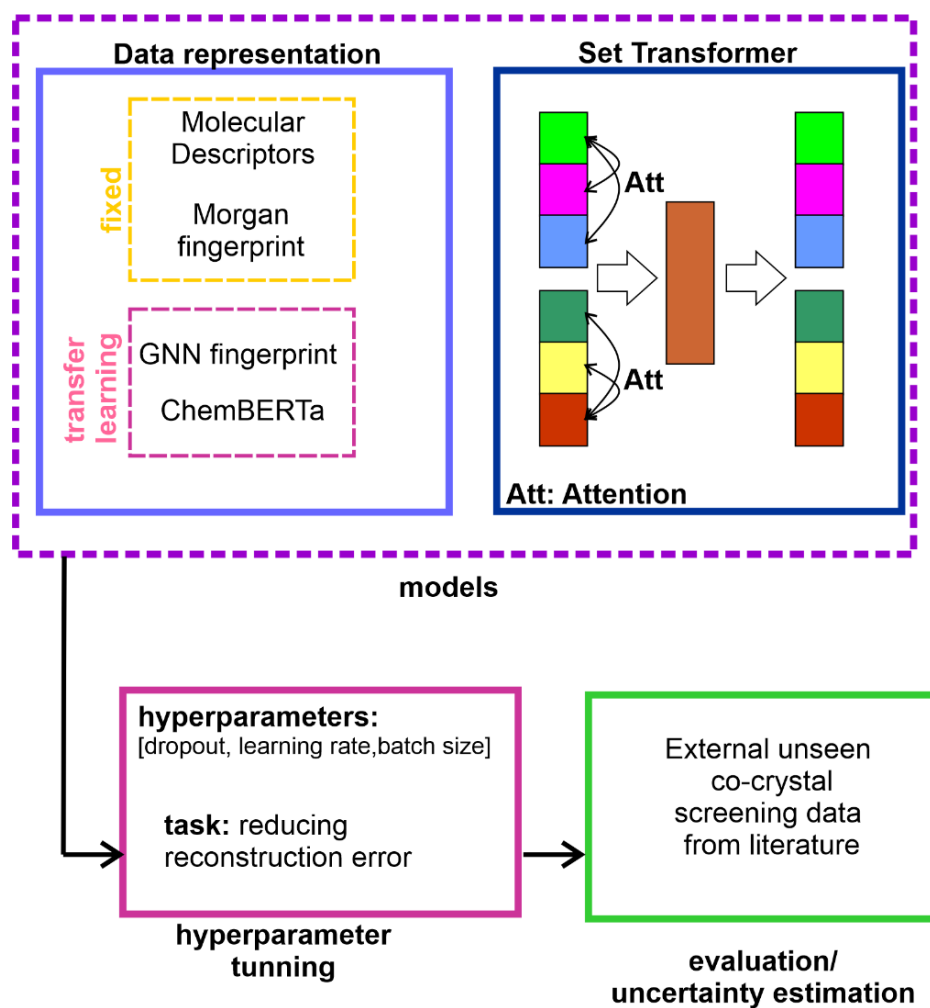 Data representation
fixed
Molecular
Descriptors
Morgan
fingerprint
transfer
learning
GNN fingerprint
ChemBERTa
Set Transformer
Att
Att
Att: Attention
models
hyperparameters:
[dropout, learning rate,batch size]
task: reducing
reconstruction error
hyperparameter
tunning
External unseen
co-crystal
screening data
from literature
evaluation/
uncertainty estimation